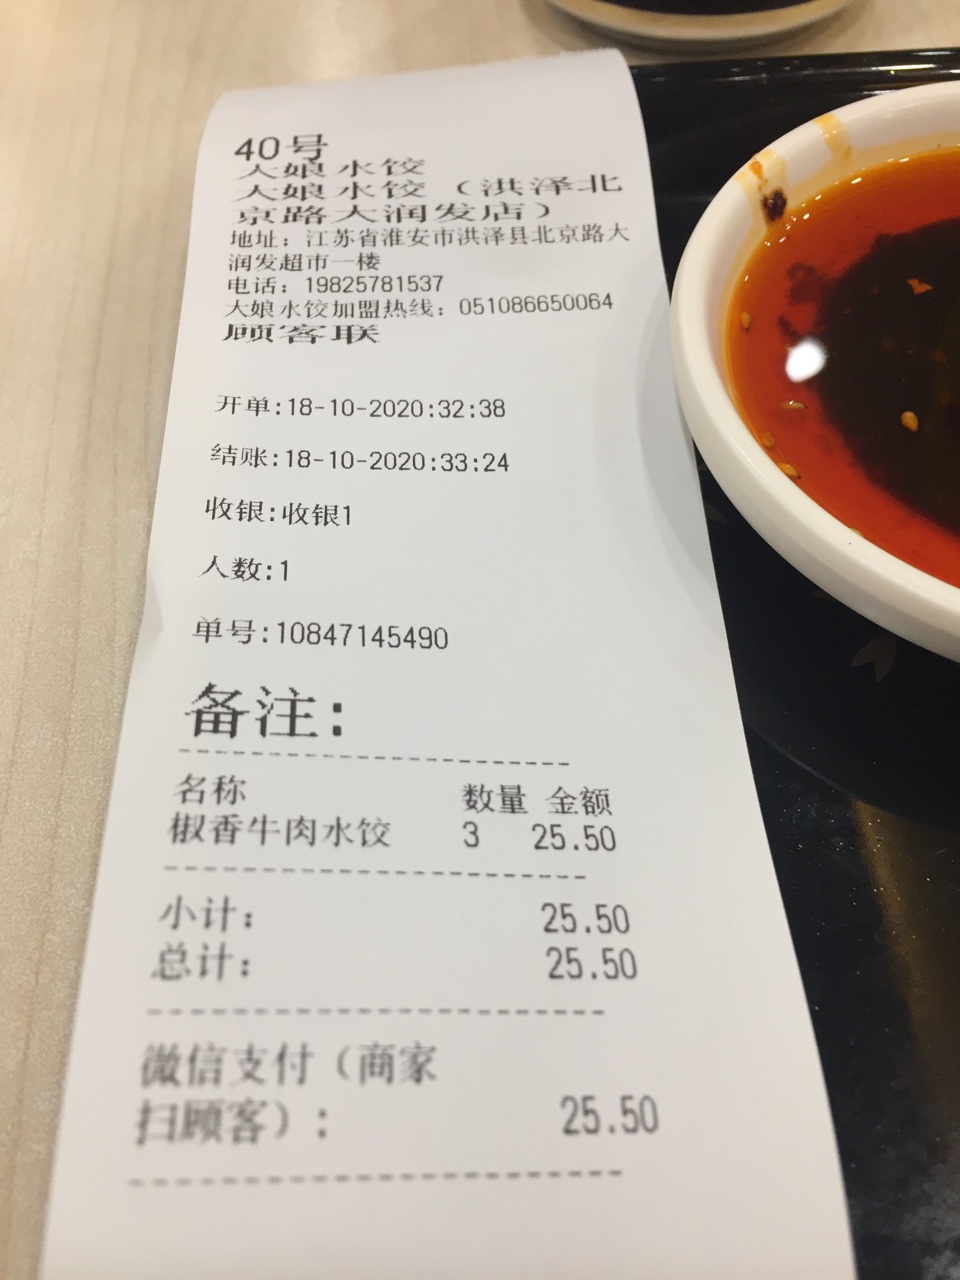 40号
大娘水饺
大娘水饺（洪泽北
京路大润发店）
地址：江苏省淮安市洪泽县北京路大
润发超市一楼
电话：19825781537
大娘水饺加盟热线：051086650064
顾客联
开单:18-10-2020:32:38
结账:18-10-2020:33:24
收银:收银1
人数:1
单号:10847145490
备注:
名称 数量 金额
椒香牛肉水饺 3 25.50
小计: 25.50
总计: 25.50
微信支付（商家
扫顾客）: 25.50